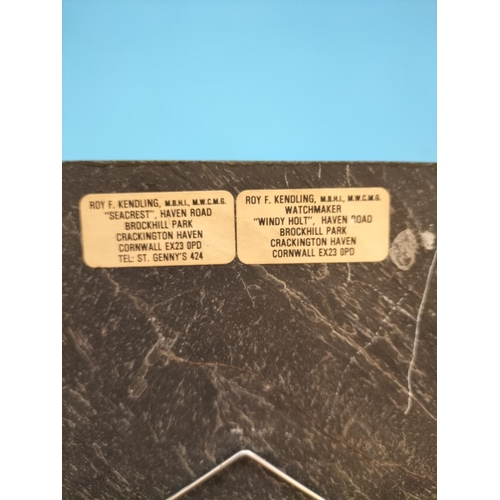 ROY F. KENDLING, M.B.H.I., M.W.C.M.G.
"SEACREST", HAVEN ROAD
BROCKHILL PARK
CRACKINGTON HAVEN
CORNWALL EX23 0PD
TEL: ST. GENNY'S 424
ROY F. KENDLING, M.B.H.I., M.W.C.M.G.
WATCHMAKER
"WINDY HOLT", HAVEN ROAD
BROCKHILL PARK
CRACKINGTON HAVEN
CORNWALL EX23 0PD